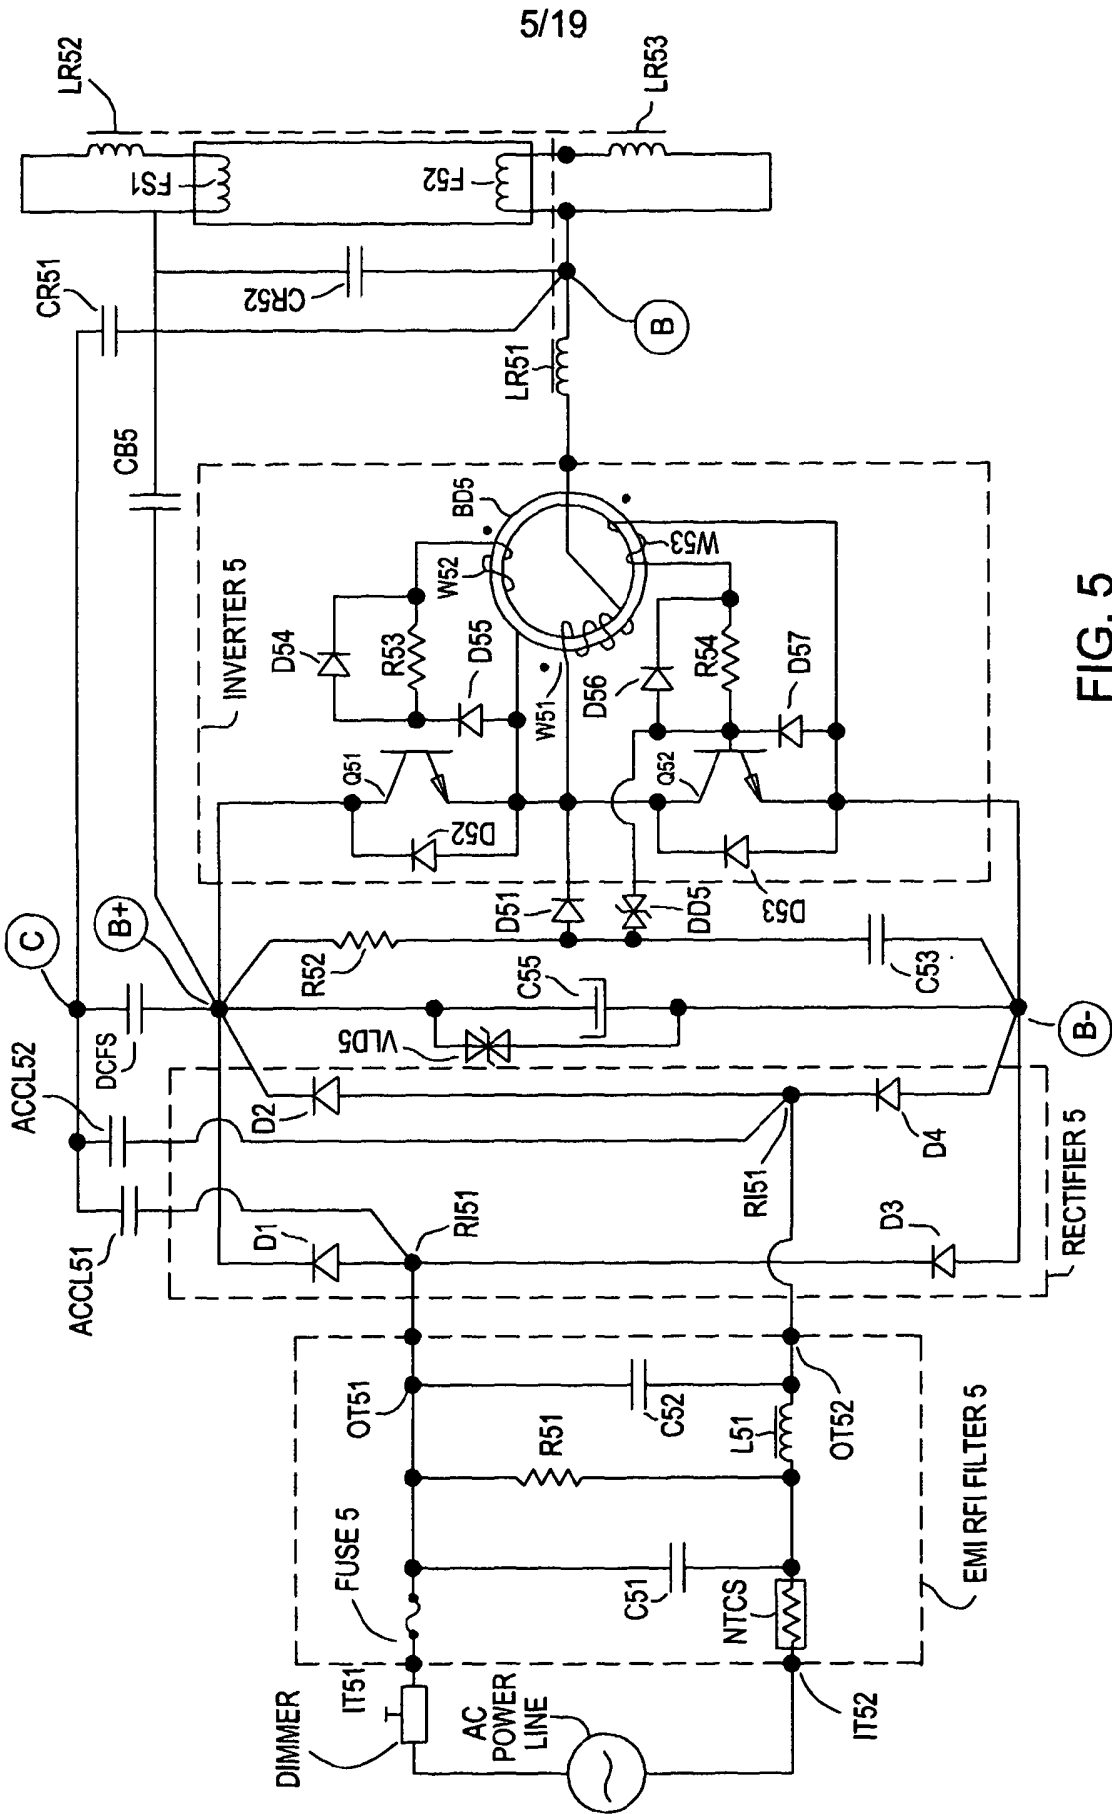 5/19
LR52
LR53
FS1
F52
CR51
CR52
B
LR51
CB5
INVERTER 5
BD5
W52
W53
W51
D54
R53
D55
D56
R54
D57
Q51
Q52
D52
D53
C
B+
DCFS
D51
DD5
R52
C55
C53
VLD5
B-
ACCL52
ACCL51
D2
D4
RI51
RI51
D1
D3
RECTIFIER 5
OT51
OT52
C52
R51
L51
FUSE 5
C51
NTCS
EMI RFI FILTER 5
DIMMER
IT51
IT52
AC
POWER
LINE
FIG. 5